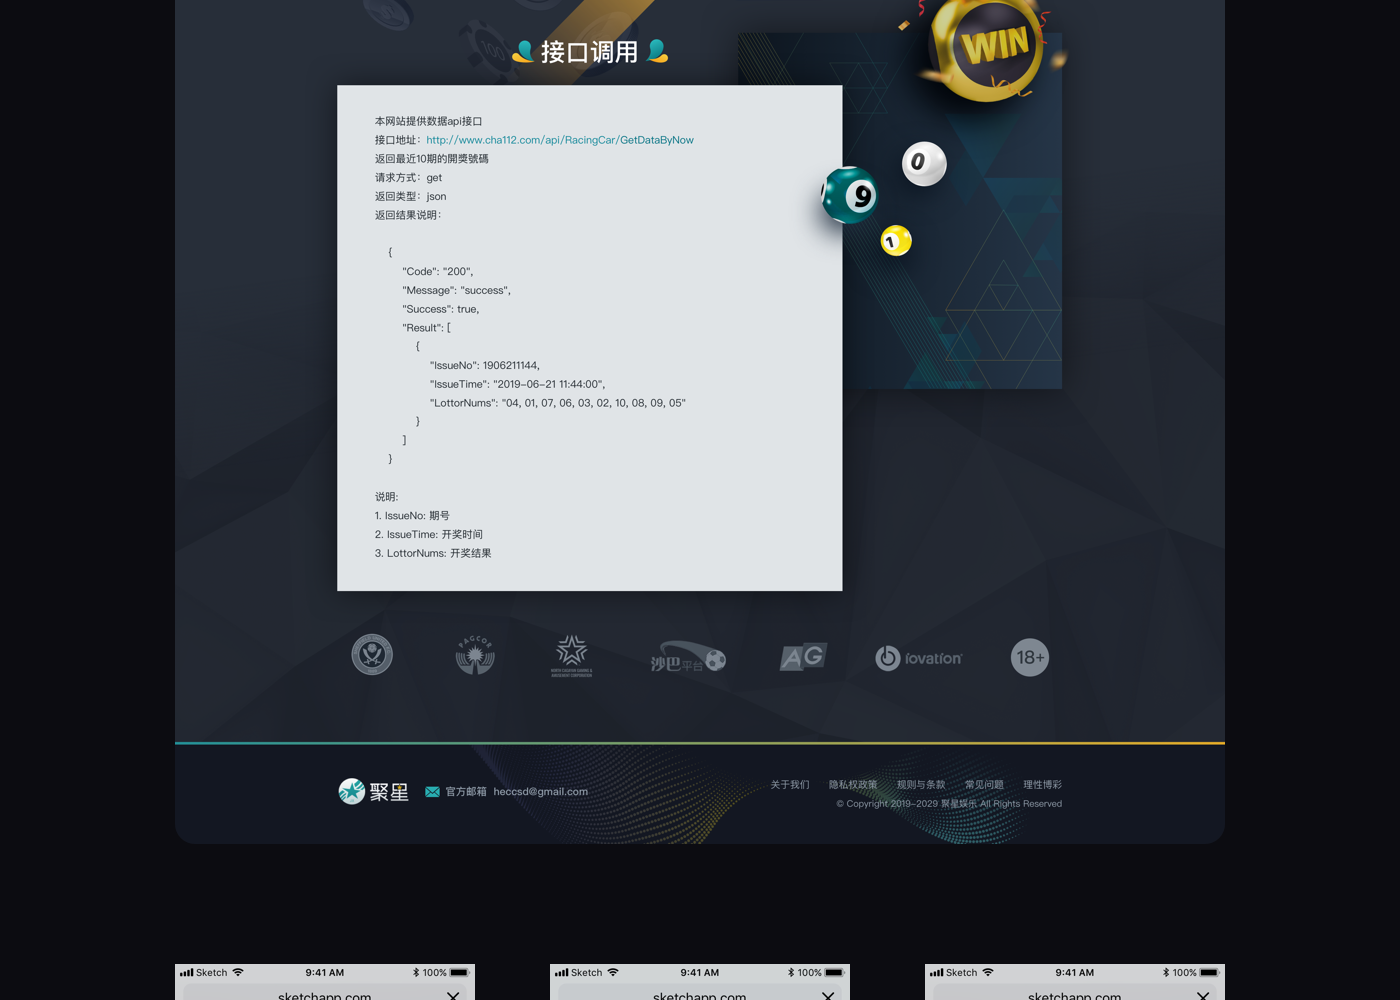 WIN
100
接口调用
本网站提供数据api接口
接口地址：http://www.cha112.com/api/RacingCar/GetDataByNow
返回最近10期的開獎號碼
请求方式：get
返回类型：json
返回结果说明：
{
"Code": "200",
"Message": "success",
"Success": true,
"Result": [
{
"IssueNo": 1906211144,
"IssueTime": "2019-06-21 11:44:00",
"LottorNums": "04, 01, 07, 06, 03, 02, 10, 08, 09, 05"
}
]
}
说明:
1. IssueNo: 期号
2. IssueTime: 开奖时间
3. LottorNums: 开奖结果
0
9
1
PAGCOR
沙巴平台
AG
iovation
18+
聚星
官方邮箱 heccsd@gmail.com
关于我们 隐私权政策 规则与条款 常见问题 理性博彩
© Copyright 2019-2029 聚星娱乐 All Rights Reserved
Sketch 9:41 AM 100%
sketchapp.com
Sketch 9:41 AM 100%
sketchapp.com
Sketch 9:41 AM 100%
sketchapp.com